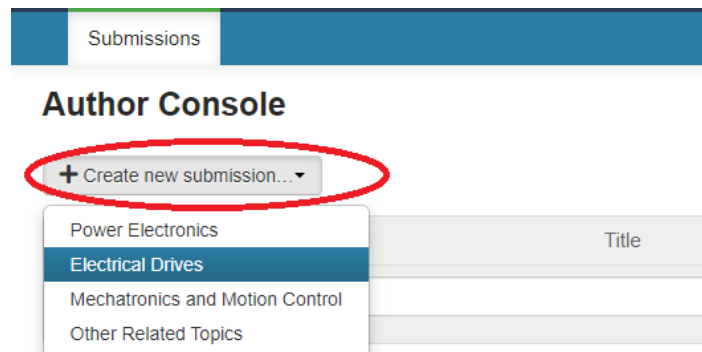 Submissions
Author Console
+ Create new submission...
Power Electronics
Title
Electrical Drives
Mechatronics and Motion Control
Other Related Topics